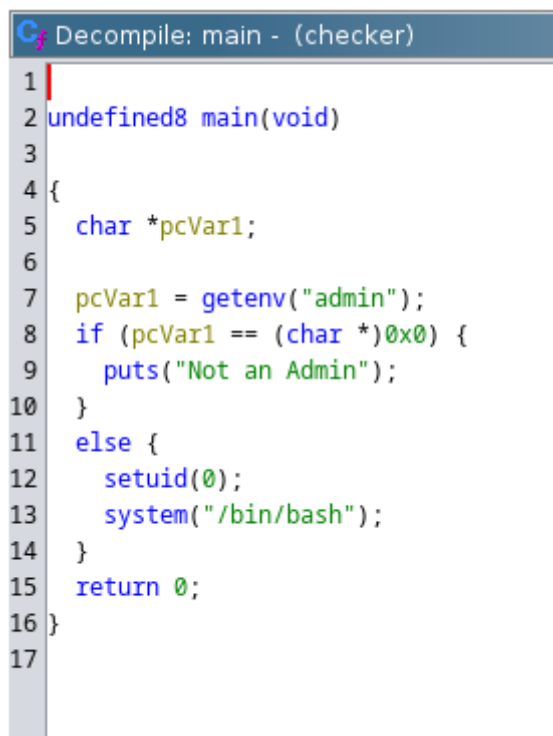 Decompile: main - (checker)
1
2 undefined8 main(void)
3
4 {
5 char *pcVar1;
6
7 pcVar1 = getenv("admin");
8 if (pcVar1 == (char *)0x0) {
9 puts("Not an Admin");
10 }
11 else {
12 setuid(0);
13 system("/bin/bash");
14 }
15 return 0;
16 }
17